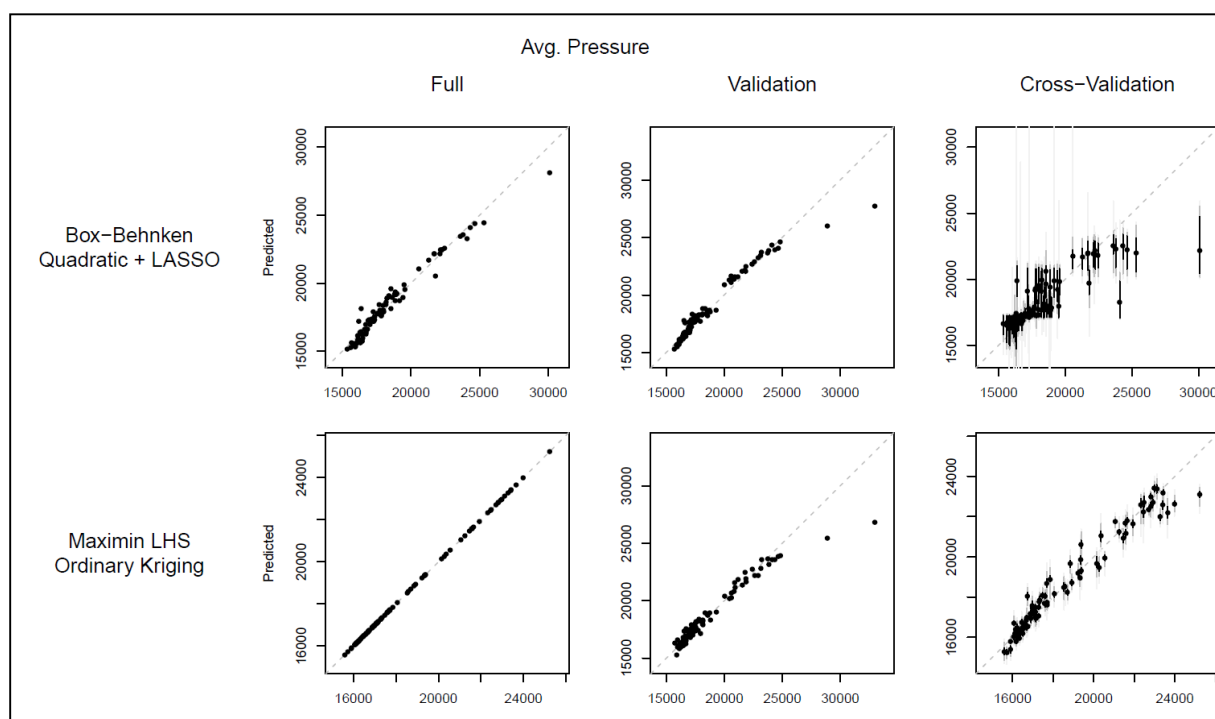 Avg. Pressure
Full
Validation
Cross−Validation
Box−Behnken
Quadratic + LASSO
Predicted
30000
25000
20000
15000
15000 20000 25000 30000
30000
25000
20000
15000
15000 20000 25000 30000
30000
25000
20000
15000
15000 20000 25000 30000
Maximin LHS
Ordinary Kriging
Predicted
24000
20000
16000
16000 20000 24000
30000
25000
20000
15000
15000 20000 25000 30000
24000
20000
16000
16000 20000 24000